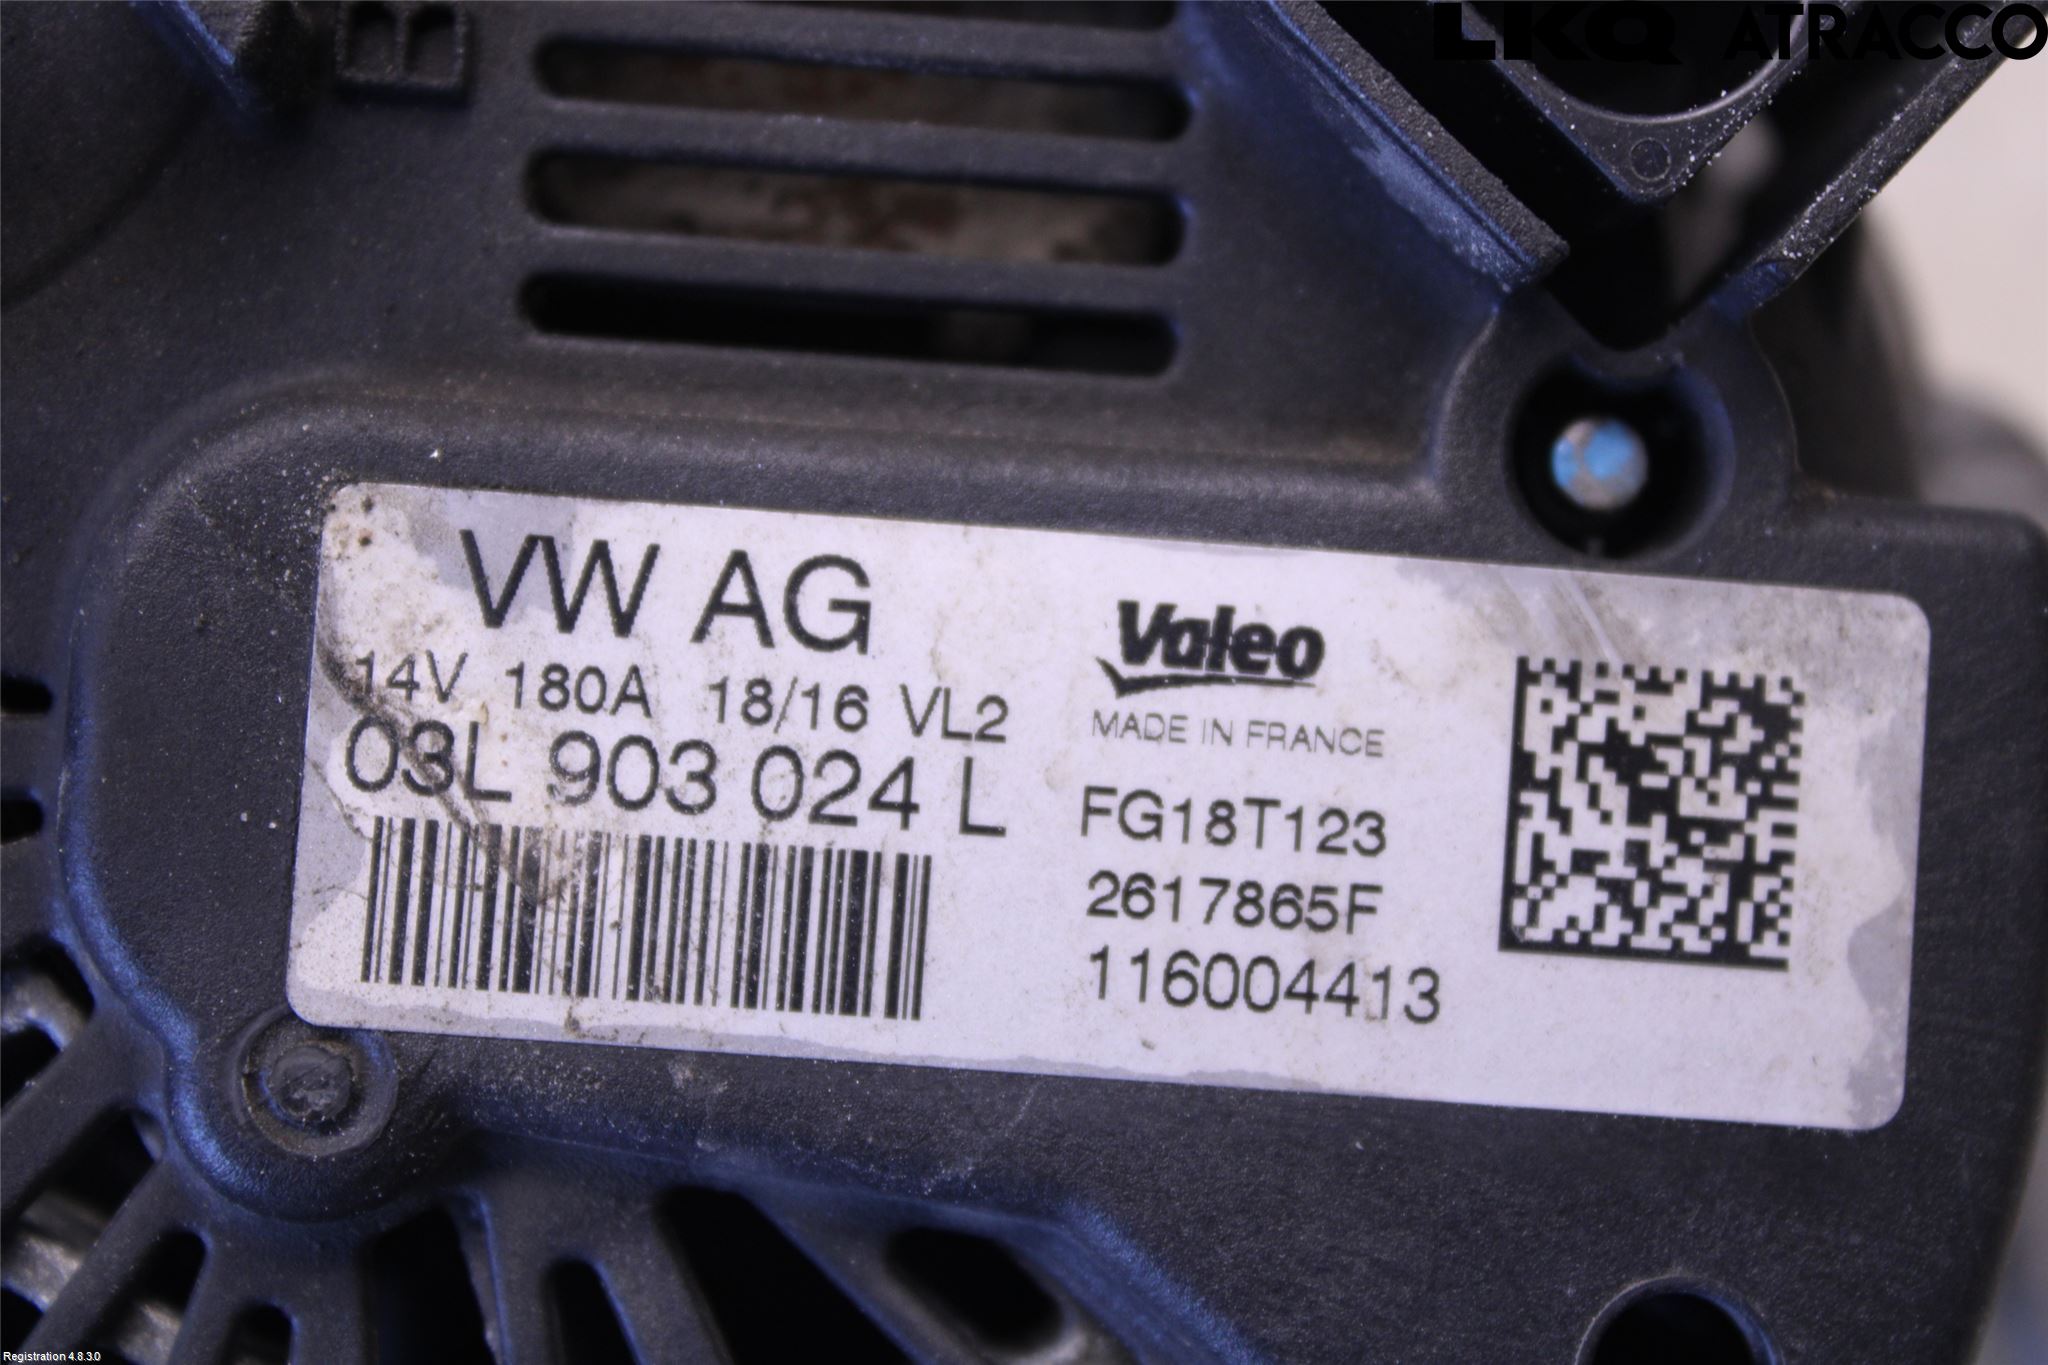 LKQ ATRACCO
B
VW AG
14V 180A 18/16 VL2
03L 903 024 L
Valeo
MADE IN FRANCE
FG18T123
2617865F
116004413
Registration 4.8.3.0